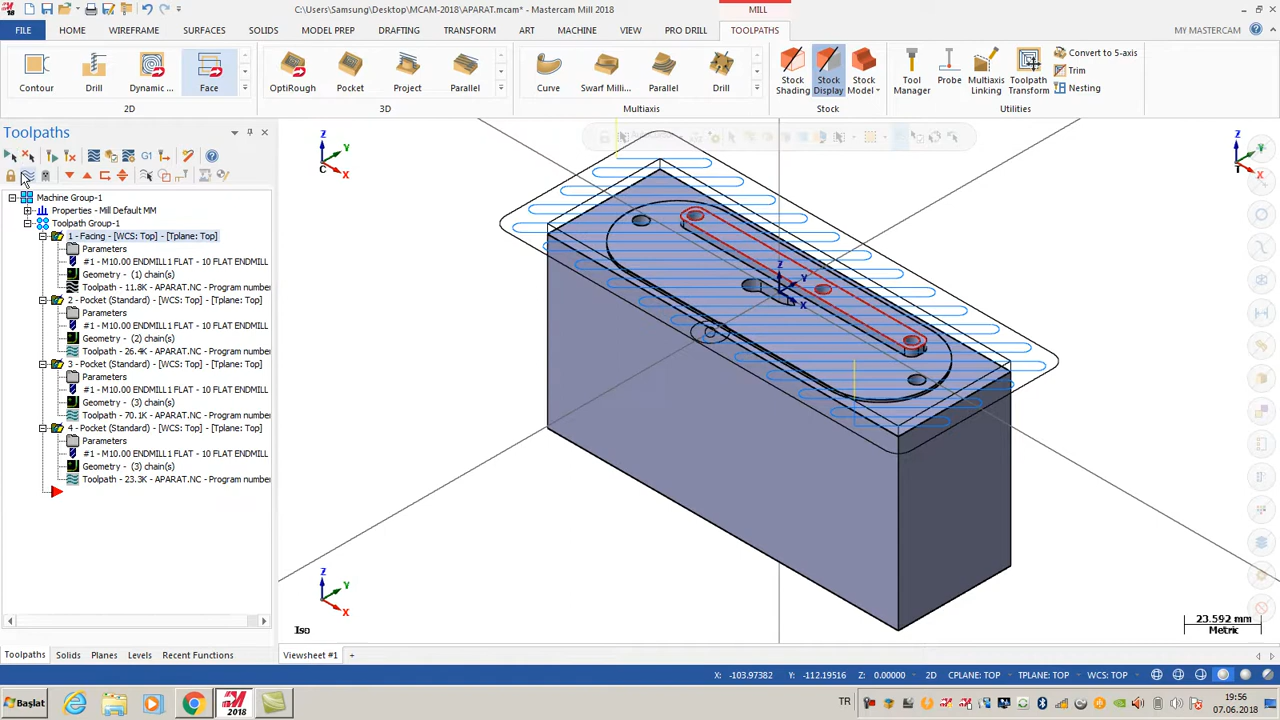 C:\Users\Samsung\Desktop\MCAM-2018\APARAT.mcam* - Mastercam Mill 2018
MILL
FILE HOME WIREFRAME SURFACES SOLIDS MODEL PREP DRAFTING TRANSFORM ART MACHINE VIEW PRO DRILL TOOLPATHS MY MASTERCAM
Contour Drill Dynamic ... Face
2D
OptiRough Pocket Project Parallel
3D
Curve Swarf Milli... Parallel Drill
Multiaxis
Stock Shading
Stock Display
Stock Model
Stock
Tool Manager
Probe
Multiaxis Linking
Toolpath Transform
Convert to 5-axis
Trim
Nesting
Utilities
Toolpaths
G1
Machine Group-1
Properties - Mill Default MM
Toolpath Group-1
1 - Facing - [WCS: Top] - [Tplane: Top]
Parameters
#1 - M10.00 ENDMILL1 FLAT - 10 FLAT ENDMILL
Geometry - (1) chain(s)
Toolpath - 11.8K - APARAT.NC - Program number
2 - Pocket (Standard) - [WCS: Top] - [Tplane: Top]
Parameters
#1 - M10.00 ENDMILL1 FLAT - 10 FLAT ENDMILL
Geometry - (2) chain(s)
Toolpath - 26.4K - APARAT.NC - Program number
3 - Pocket (Standard) - [WCS: Top] - [Tplane: Top]
Parameters
#1 - M10.00 ENDMILL1 FLAT - 10 FLAT ENDMILL
Geometry - (3) chain(s)
Toolpath - 70.1K - APARAT.NC - Program number
4 - Pocket (Standard) - [WCS: Top] - [Tplane: Top]
Parameters
#1 - M10.00 ENDMILL1 FLAT - 10 FLAT ENDMILL
Geometry - (3) chain(s)
Toolpath - 23.3K - APARAT.NC - Program number
Z Y X C
Z Y X T
Z Y X
Z Y X
Iso
23.592 mm
Metric
Toolpaths Solids Planes Levels Recent Functions
Viewsheet #1 +
X: -103.97382 Y: -112.19516 Z: 0.00000 2D CPLANE: TOP TPLANE: TOP WCS: TOP
Başlat
2018
TR
19:56
07.06.2018